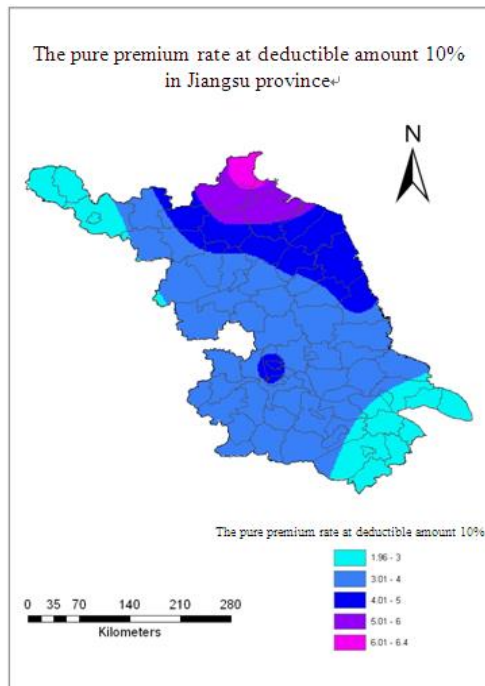 The pure premium rate at deductible amount 10%
in Jiangsu province↵
N
The pure premium rate at deductible amount 10%
1.96 - 3
3.01 - 4
4.01 - 5
5.01 - 6
6.01 - 6.4
0 35 70 140 210 280
Kilometers